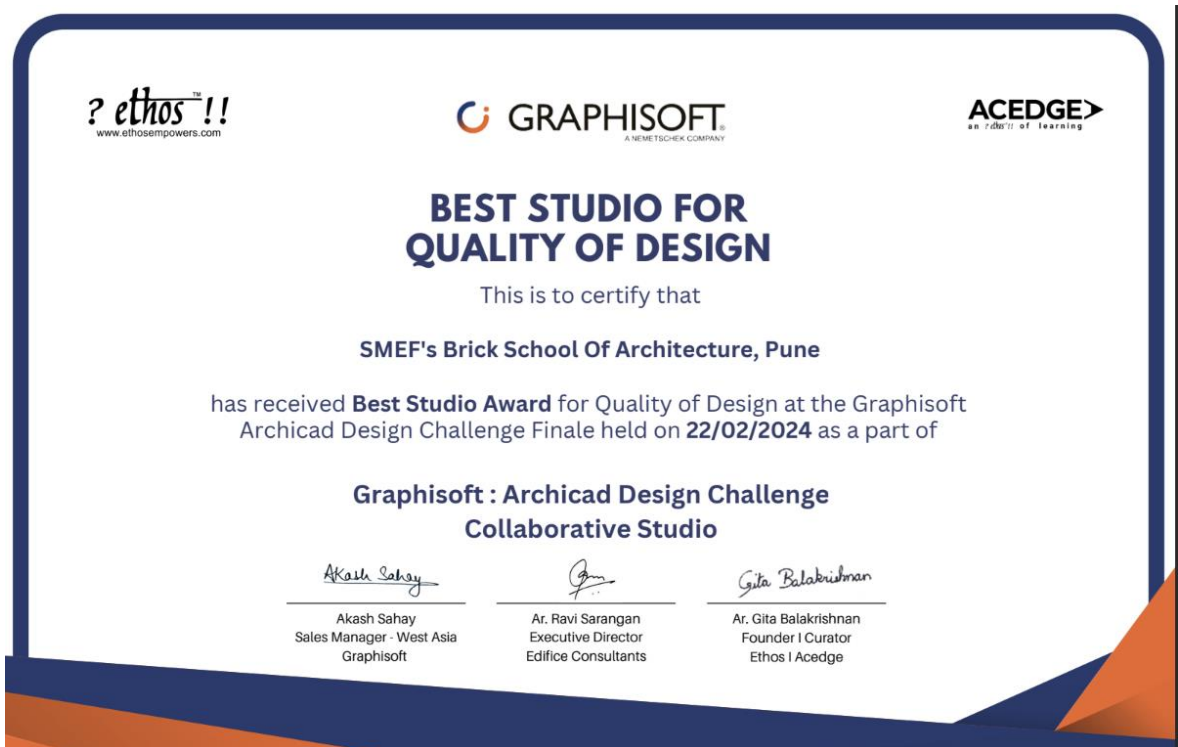 ? ethos™!!
www.ethosempowers.com
GRAPHISOFT®
A NEMETSCHEK COMPANY
ACEDGE
an ? ethos !! of learning
BEST STUDIO FOR
QUALITY OF DESIGN
This is to certify that
SMEF's Brick School Of Architecture, Pune
has received Best Studio Award for Quality of Design at the Graphisoft
Archicad Design Challenge Finale held on 22/02/2024 as a part of
Graphisoft : Archicad Design Challenge
Collaborative Studio
Akash Sahay
Gita Balakrishnan
Akash Sahay
Sales Manager - West Asia
Graphisoft
Ar. Ravi Sarangan
Executive Director
Edifice Consultants
Ar. Gita Balakrishnan
Founder I Curator
Ethos I Acedge